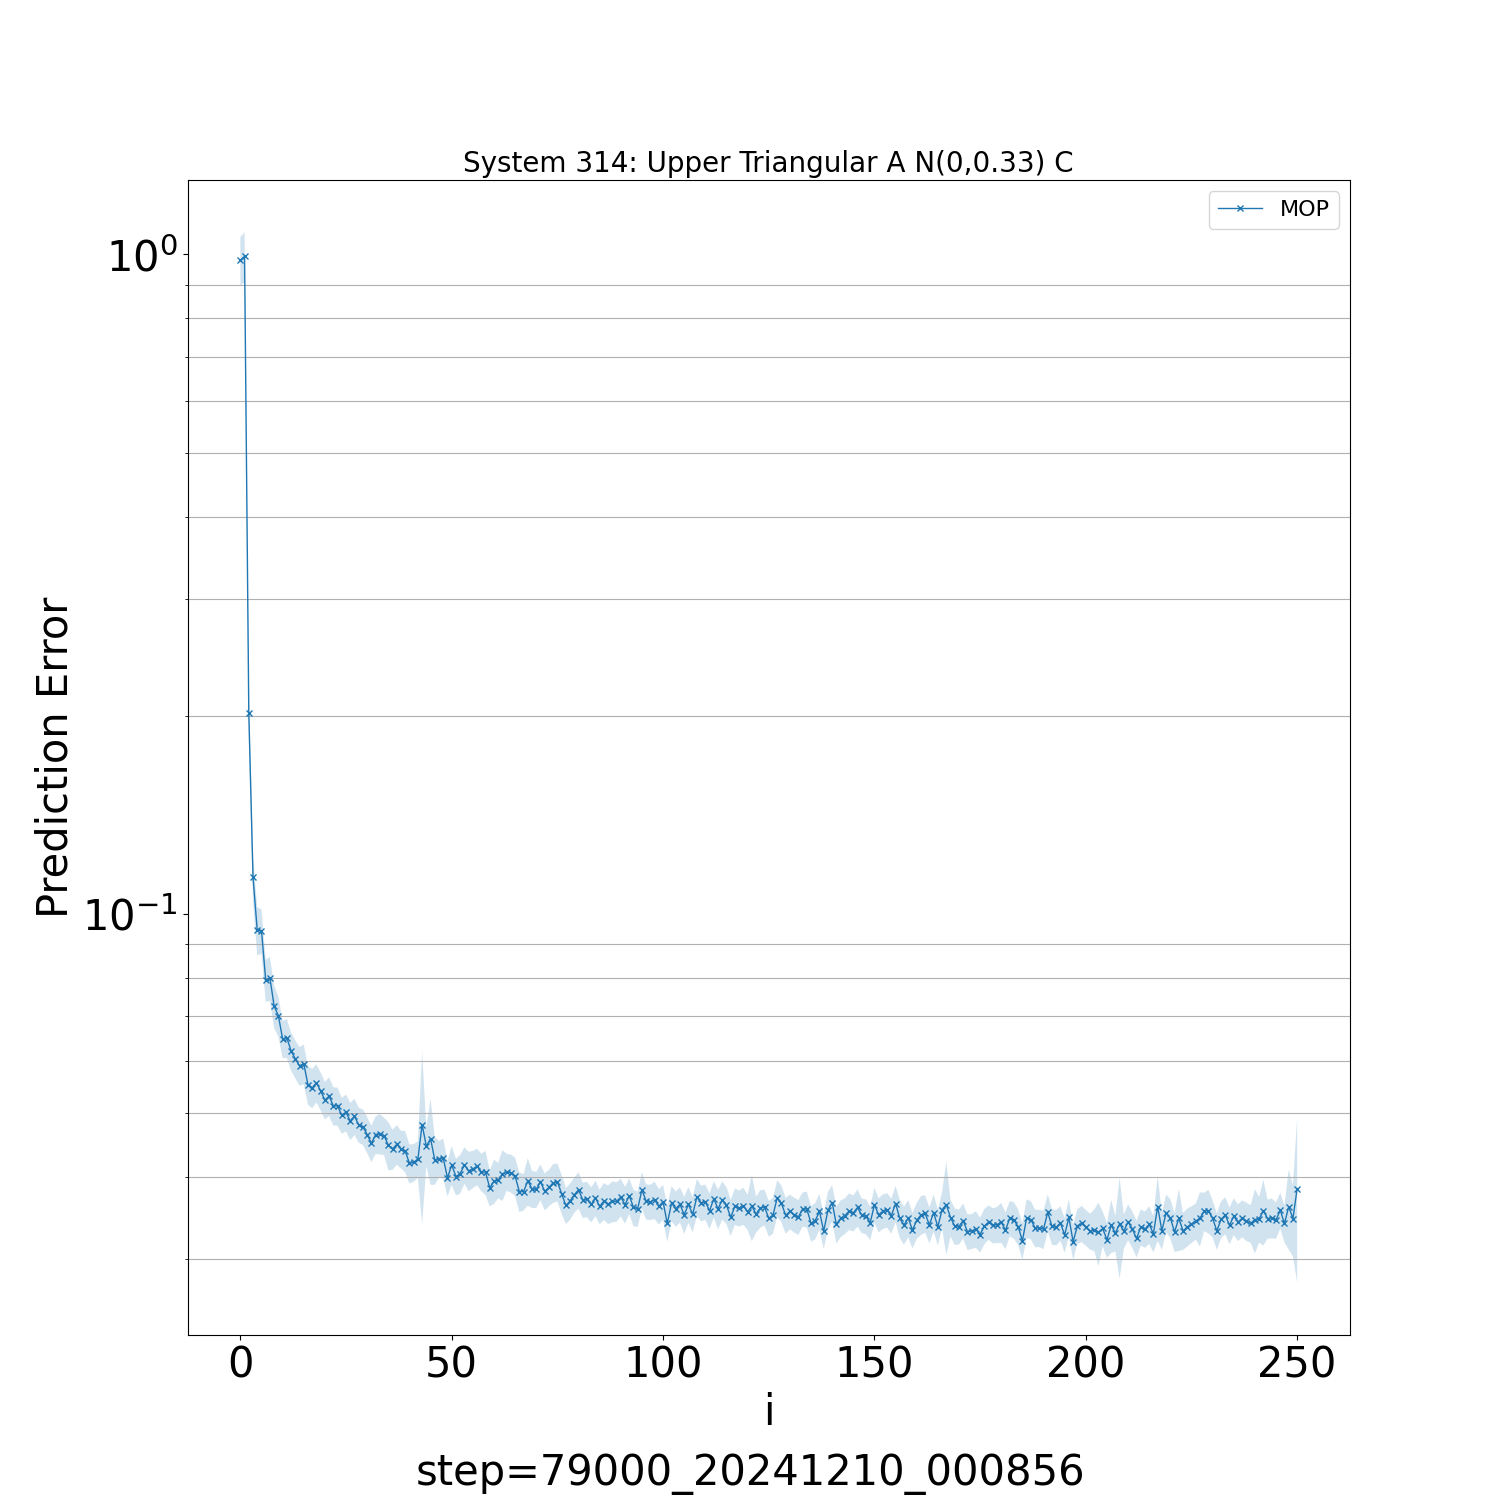 System 314: Upper Triangular A N(0,0.33) C
MOP
10⁰
10⁻¹
Prediction Error
0 50 100 150 200 250
i
step=79000_20241210_000856